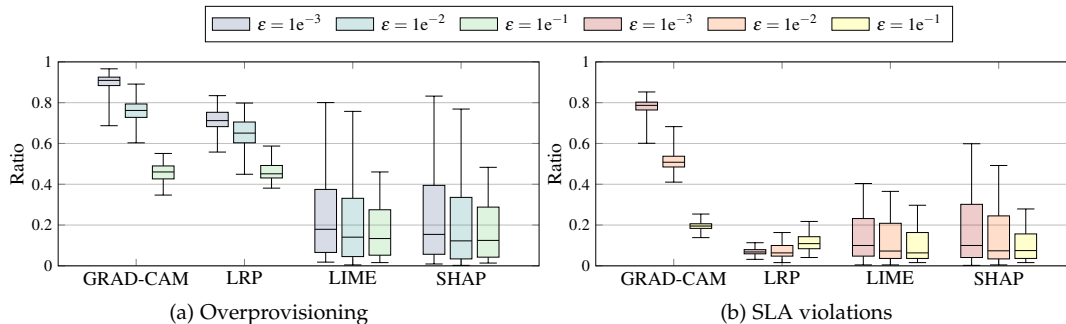 ε = 1e⁻³ ε = 1e⁻² ε = 1e⁻¹ ε = 1e⁻³ ε = 1e⁻² ε = 1e⁻¹
Ratio
1
0.8
0.6
0.4
0.2
0
GRAD-CAM LRP LIME SHAP
(a) Overprovisioning
Ratio
1
0.8
0.6
0.4
0.2
0
GRAD-CAM LRP LIME SHAP
(b) SLA violations